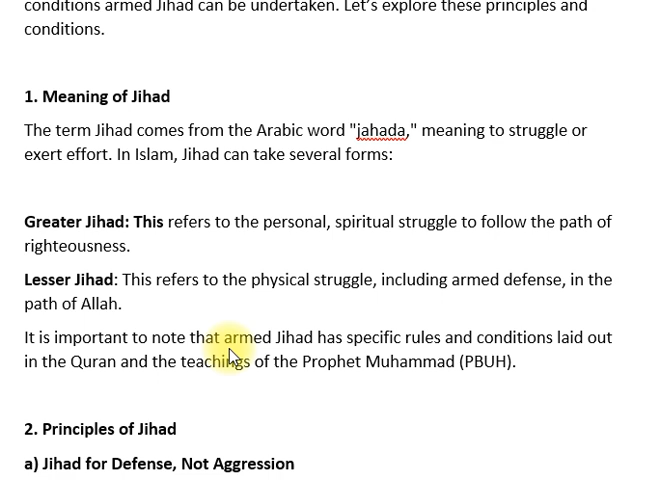 conditions armed Jihad can be undertaken. Let's explore these principles and
conditions.
1. Meaning of Jihad
The term Jihad comes from the Arabic word "jahada," meaning to struggle or
exert effort. In Islam, Jihad can take several forms:
Greater Jihad: This refers to the personal, spiritual struggle to follow the path of
righteousness.
Lesser Jihad: This refers to the physical struggle, including armed defense, in the
path of Allah.
It is important to note that armed Jihad has specific rules and conditions laid out
in the Quran and the teachings of the Prophet Muhammad (PBUH).
2. Principles of Jihad
a) Jihad for Defense, Not Aggression